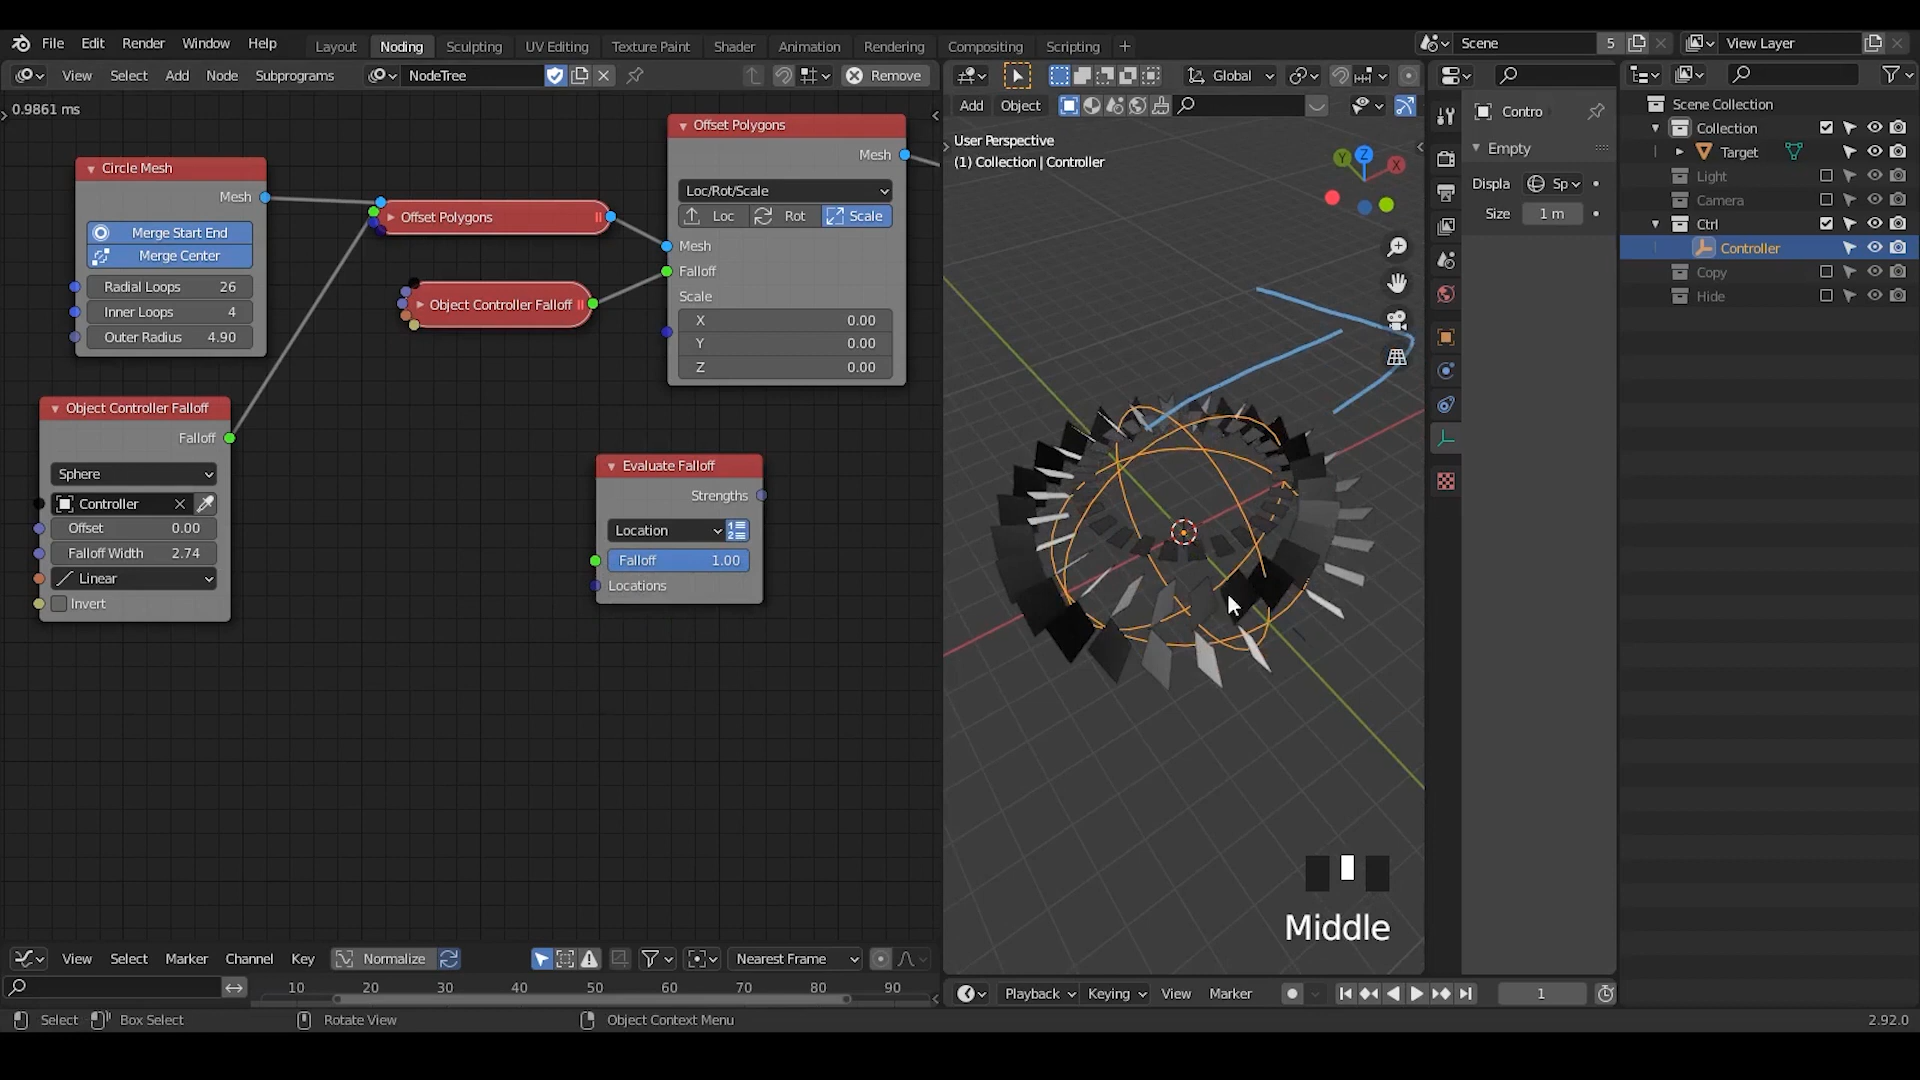 File Edit Render Window Help Layout Noding Sculpting UV Editing Texture Paint Shader Animation Rendering Compositing Scripting + Scene 5 View Layer
View Select Add Node Subprograms NodeTree Remove Global
Add Object
0.9861 ms
Circle Mesh
Mesh
Merge Start End
Merge Center
Radial Loops 26
Inner Loops 4
Outer Radius 4.90
Object Controller Falloff
Falloff
Sphere
Controller
Offset 0.00
Falloff Width 2.74
Linear
Invert
Offset Polygons
Object Controller Falloff
Offset Polygons
Mesh
Loc/Rot/Scale
Loc Rot Scale
Mesh
Falloff
Scale
X 0.00
Y 0.00
Z 0.00
Evaluate Falloff
Strengths
Location
Falloff 1.00
Locations
User Perspective
(1) Collection | Controller
Z
Y
X
Middle
Contro
Empty
Displa Sp
Size 1 m
Scene Collection
Collection
Target
Light
Camera
Ctrl
Controller
Copy
Hide
View Select Marker Channel Key Normalize Nearest Frame
10 20 30 40 50 60 70 80 90
Playback Keying View Marker 1
Select Box Select Rotate View Object Context Menu 2.92.0